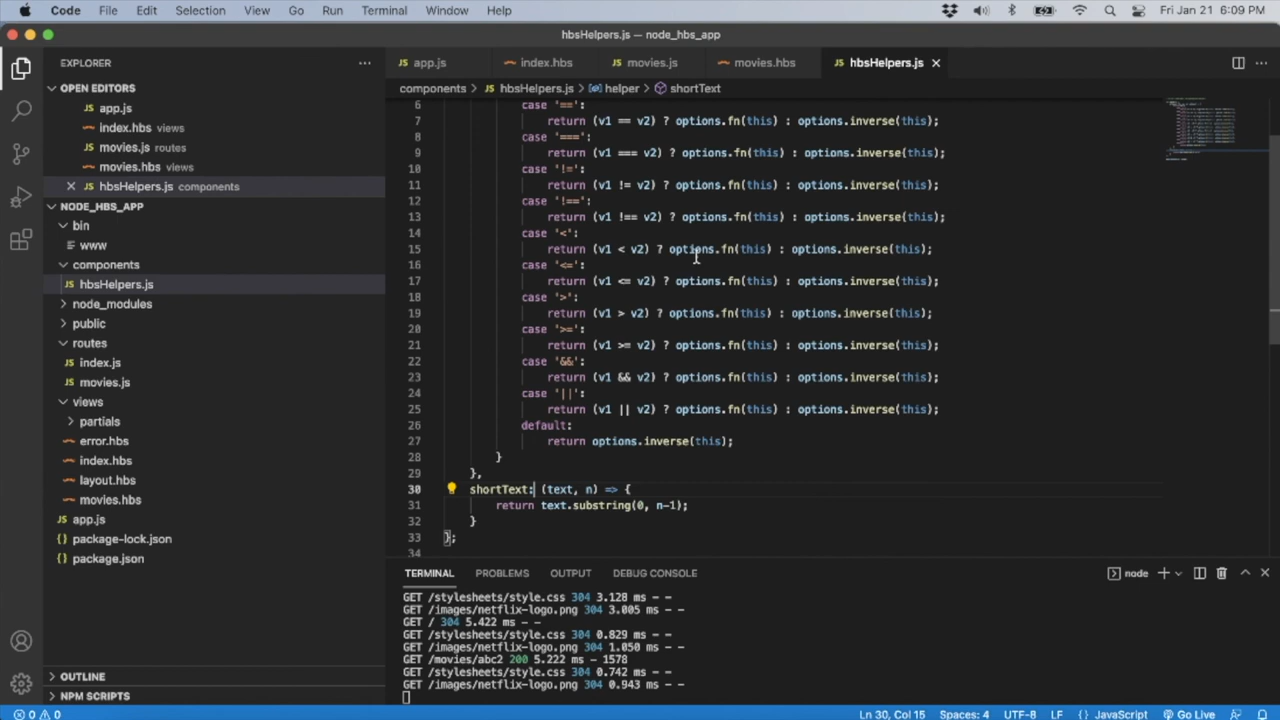 Code File Edit Selection View Go Run Terminal Window Help Fri Jan 21 6:09 PM
hbsHelpers.js — node_hbs_app
EXPLORER
OPEN EDITORS
app.js
index.hbs views
movies.js routes
movies.hbs views
hbsHelpers.js components
NODE_HBS_APP
bin
www
components
hbsHelpers.js
node_modules
public
routes
index.js
movies.js
views
partials
error.hbs
index.hbs
layout.hbs
movies.hbs
app.js
package-lock.json
package.json
OUTLINE
NPM SCRIPTS
app.js index.hbs movies.js movies.hbs hbsHelpers.js
components > hbsHelpers.js > helper > shortText
6 case '==':
7 return (v1 == v2) ? options.fn(this) : options.inverse(this);
8 case '===':
9 return (v1 === v2) ? options.fn(this) : options.inverse(this);
10 case '!=':
11 return (v1 != v2) ? options.fn(this) : options.inverse(this);
12 case '!==':
13 return (v1 !== v2) ? options.fn(this) : options.inverse(this);
14 case '<':
15 return (v1 < v2) ? options.fn(this) : options.inverse(this);
16 case '<=':
17 return (v1 <= v2) ? options.fn(this) : options.inverse(this);
18 case '>':
19 return (v1 > v2) ? options.fn(this) : options.inverse(this);
20 case '>=':
21 return (v1 >= v2) ? options.fn(this) : options.inverse(this);
22 case '&&':
23 return (v1 && v2) ? options.fn(this) : options.inverse(this);
24 case '||':
25 return (v1 || v2) ? options.fn(this) : options.inverse(this);
26 default:
27 return options.inverse(this);
28 }
29 },
30 shortText: (text, n) => {
31 return text.substring(0, n-1);
32 }
33 };
34
TERMINAL PROBLEMS OUTPUT DEBUG CONSOLE node
GET /stylesheets/style.css 304 3.128 ms - -
GET /images/netflix-logo.png 304 3.005 ms - -
GET / 304 5.422 ms - -
GET /stylesheets/style.css 304 0.829 ms - -
GET /images/netflix-logo.png 304 1.050 ms - -
GET /movies/abc2 200 5.222 ms - 1578
GET /stylesheets/style.css 304 0.742 ms - -
GET /images/netflix-logo.png 304 0.943 ms - -
0 0 Ln 30, Col 15 Spaces: 4 UTF-8 LF {} JavaScript Go Live